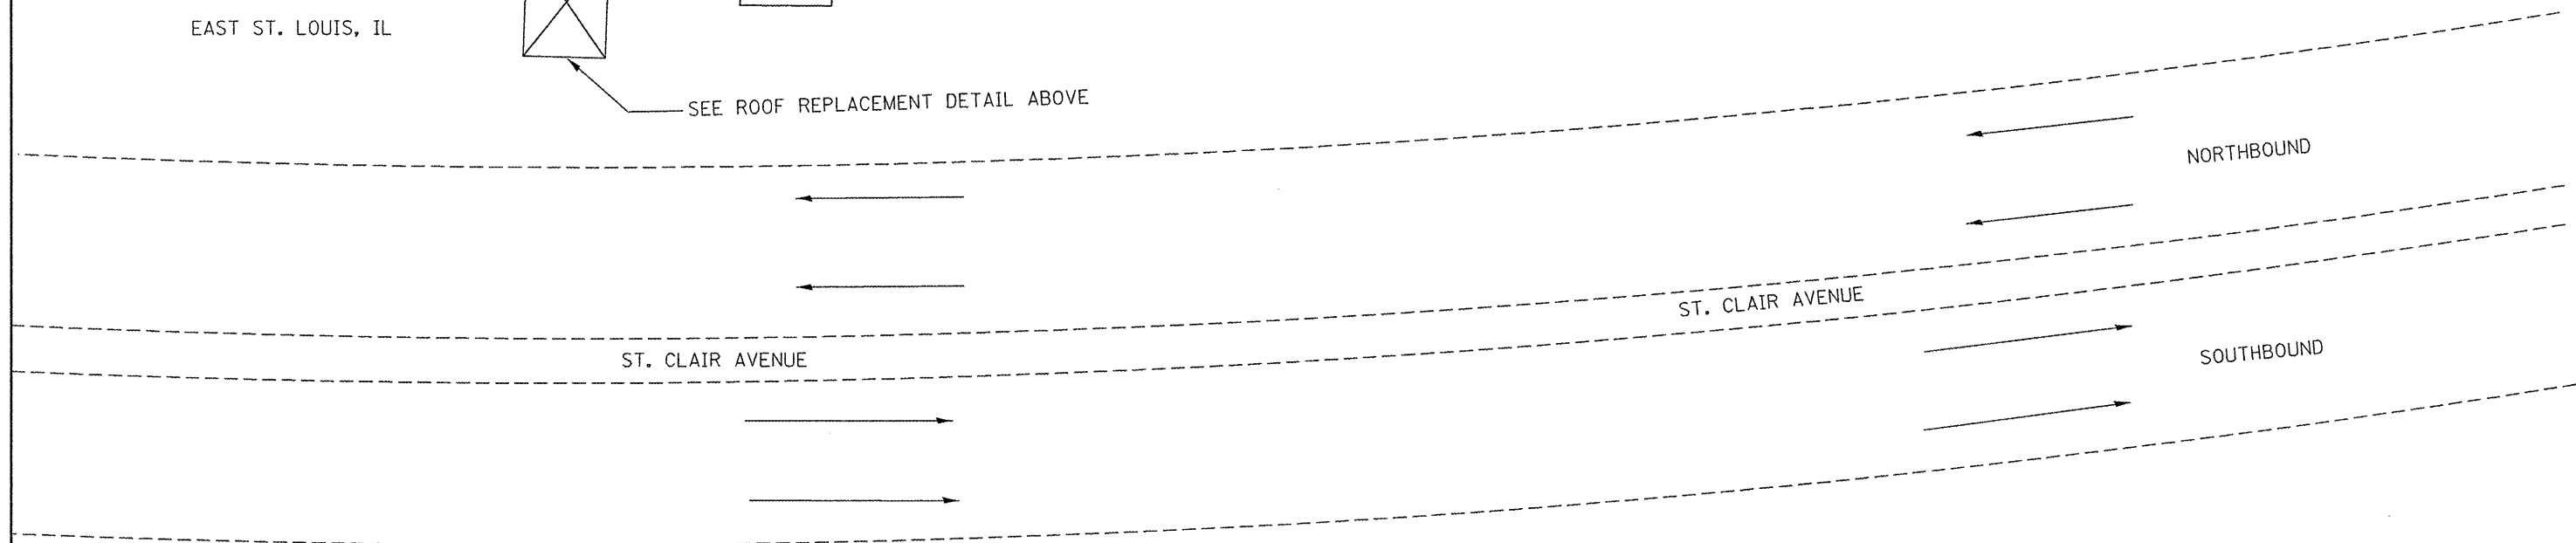 EAST ST. LOUIS, IL
SEE ROOF REPLACEMENT DETAIL ABOVE
NORTHBOUND
ST. CLAIR AVENUE
ST. CLAIR AVENUE
SOUTHBOUND